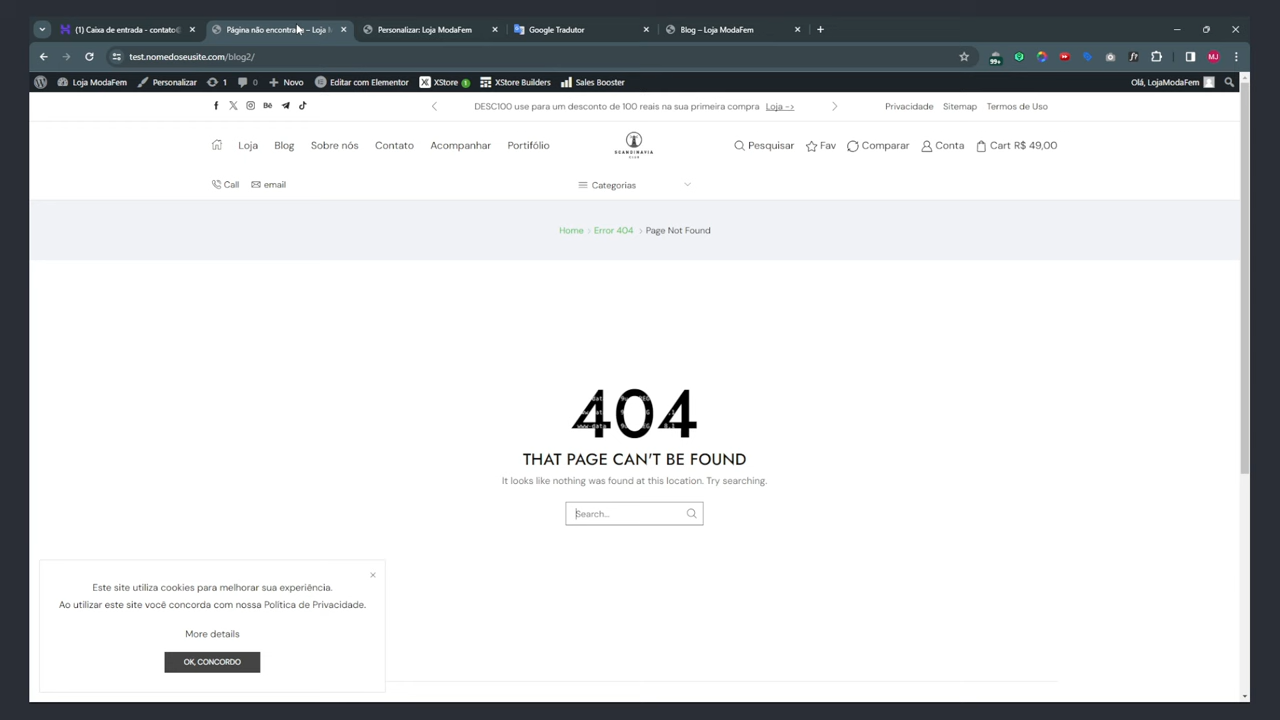 (1) Caixa de entrada - contato@
Página não encontrada – Loja M
Personalizar: Loja ModaFem
Google Tradutor
Blog – Loja ModaFem
test.nomedoseusite.com/blog2/
99+
MJ
Loja ModaFem
Personalizar
1
0
Novo
Editar com Elementor
XStore 1
XStore Builders
Sales Booster
Olá, LojaModaFem
DESC100 use para um desconto de 100 reais na sua primeira compra Loja ->
Privacidade
Sitemap
Termos de Uso
Loja
Blog
Sobre nós
Contato
Acompanhar
Portifólio
SCANDINAVIA
CLUB
Pesquisar
Fav
Comparar
Conta
Cart R$ 49,00
Call
email
Categorias
Home > Error 404 > Page Not Found
404
THAT PAGE CAN'T BE FOUND
It looks like nothing was found at this location. Try searching.
Search...
Este site utiliza cookies para melhorar sua experiência.
Ao utilizar este site você concorda com nossa Política de Privacidade.
More details
OK, CONCORDO